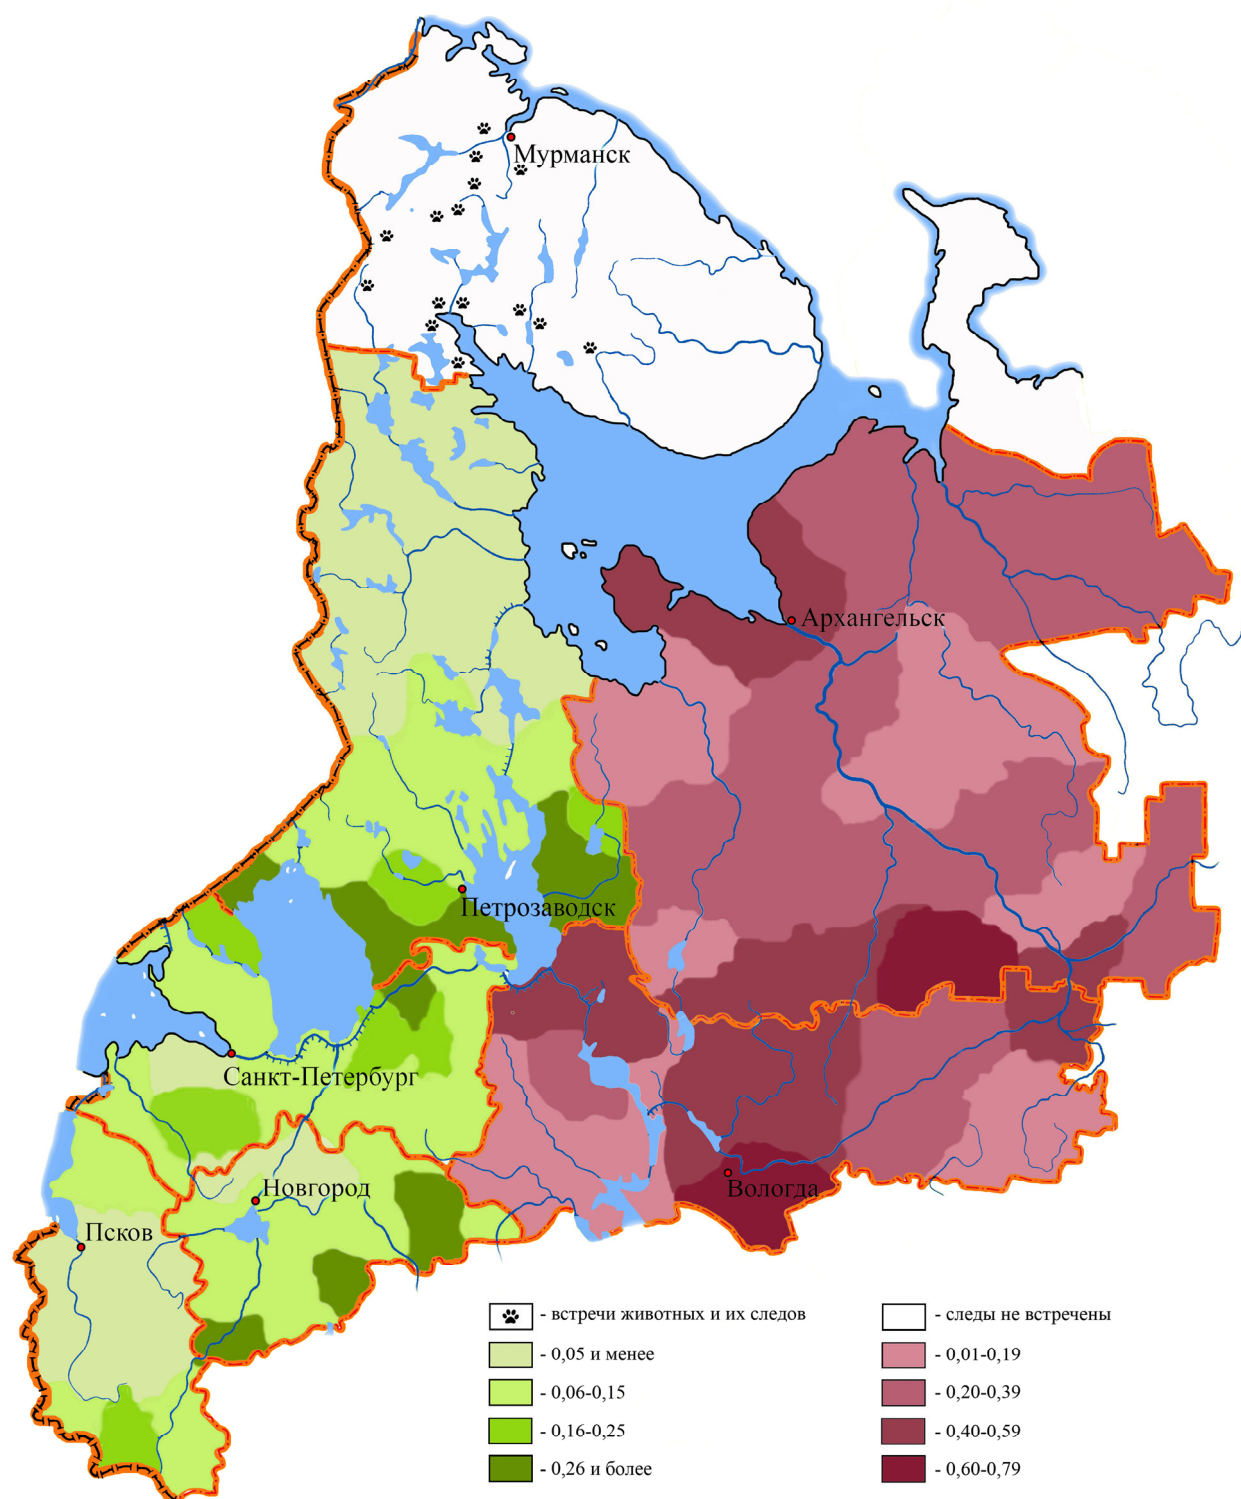 Мурманск
Архангельск
Петрозаводск
Санкт-Петербург
Новгород
Вологда
Псков
- встречи животных и их следов
- 0,05 и менее
- 0,06-0,15
- 0,16-0,25
- 0,26 и более
- следы не встречены
- 0,01-0,19
- 0,20-0,39
- 0,40-0,59
- 0,60-0,79